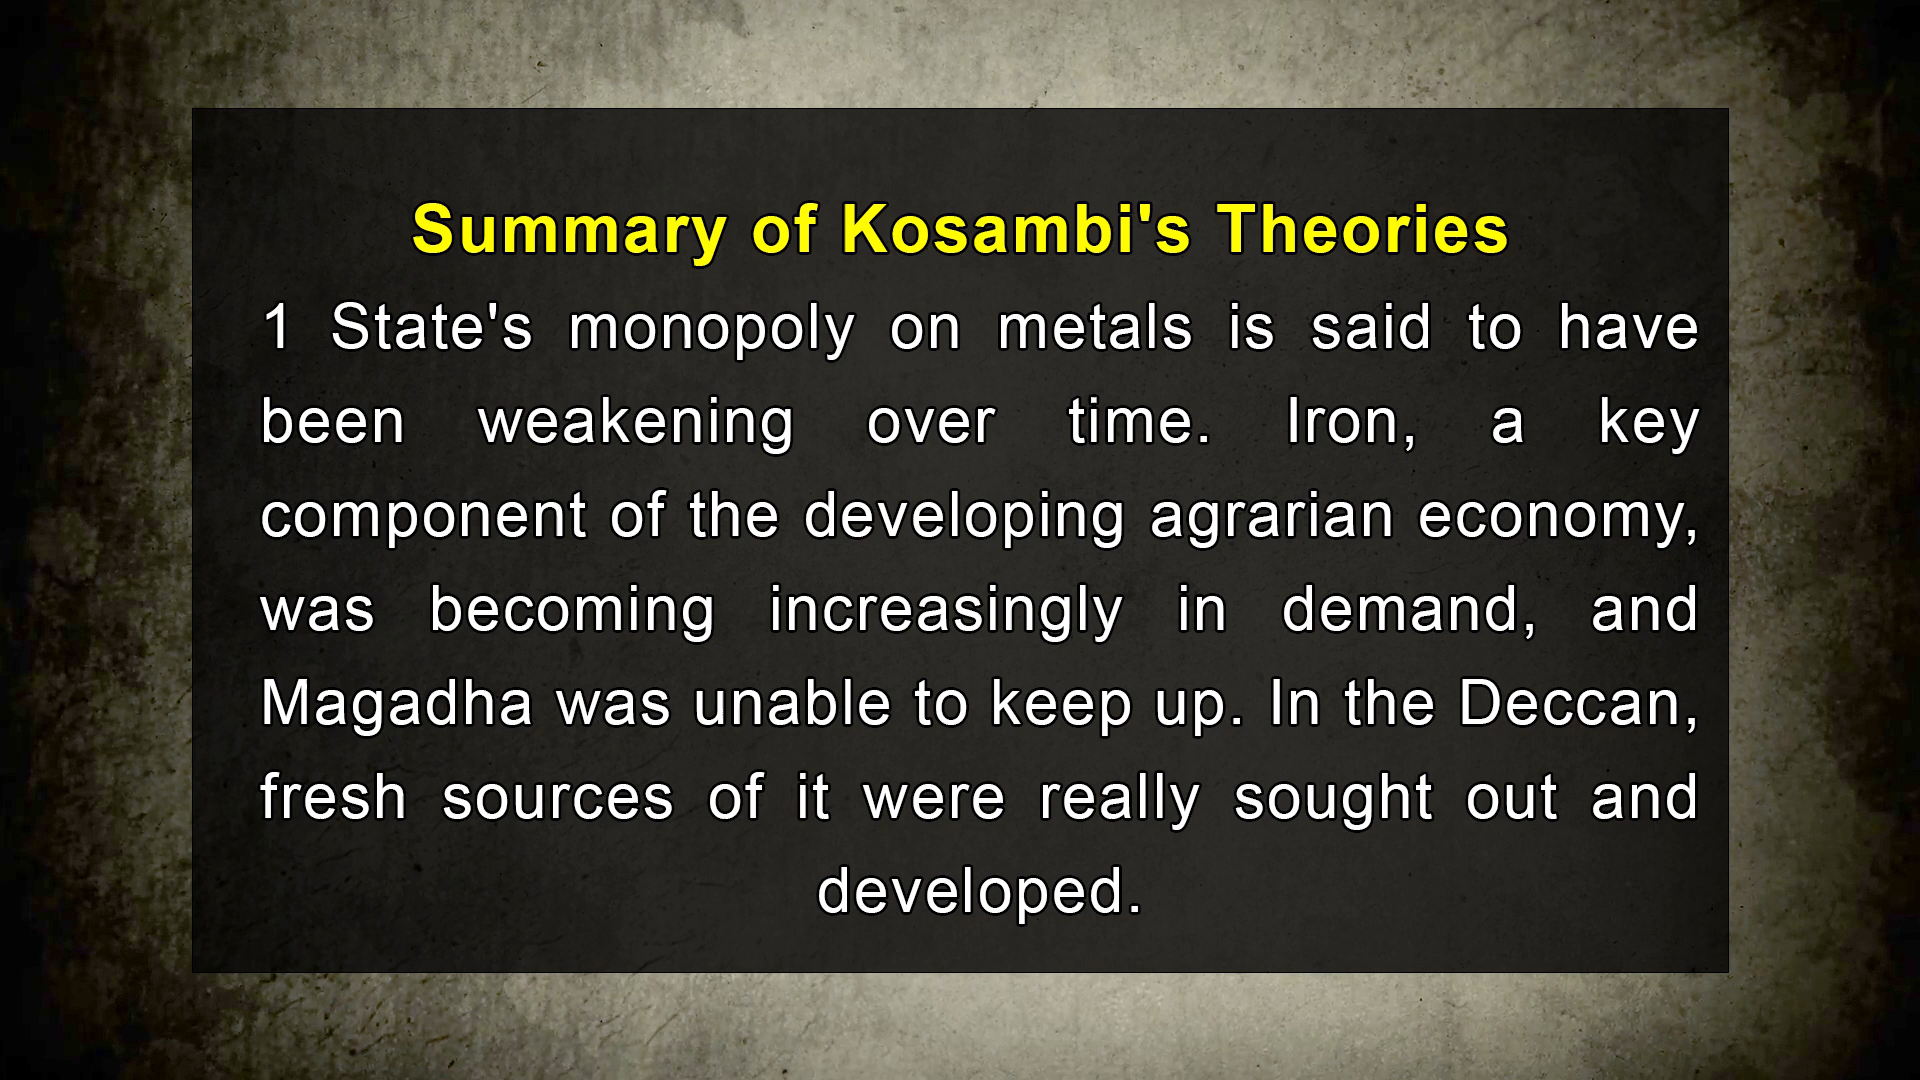 Summary of Kosambi's Theories
1 State's monopoly on metals is said to have
been weakening over time. Iron, a key
component of the developing agrarian economy,
was becoming increasingly in demand, and
Magadha was unable to keep up. In the Deccan,
fresh sources of it were really sought out and
developed.